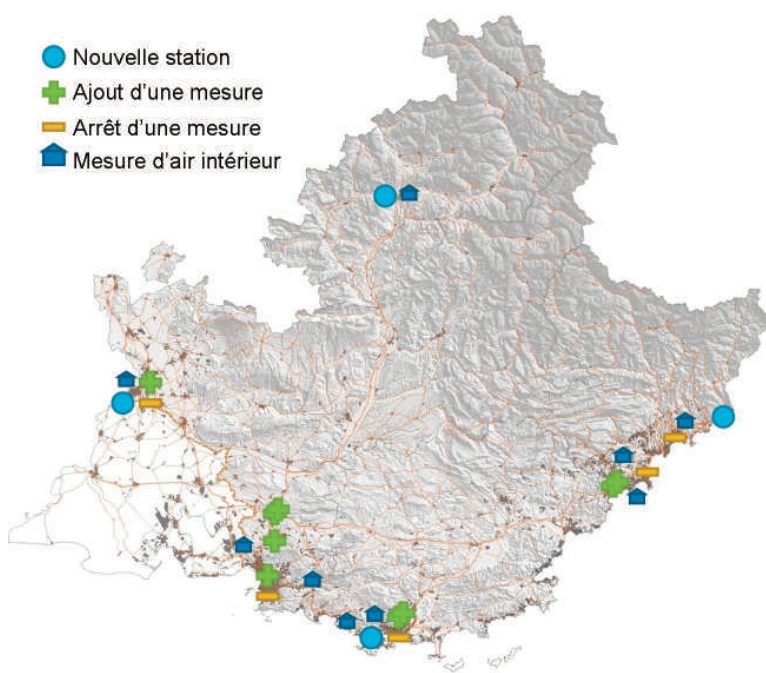 Nouvelle station
Ajout d'une mesure
Arrêt d'une mesure
Mesure d'air intérieur